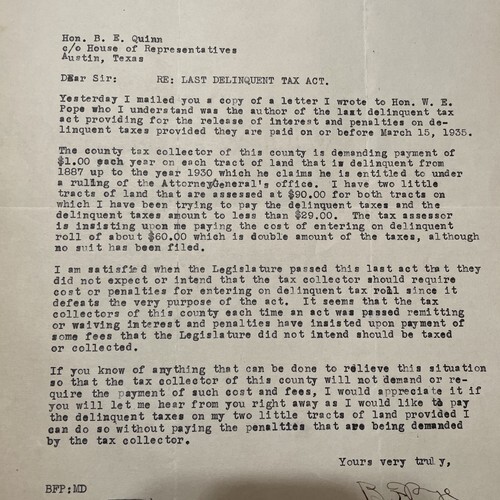 Hon. B. E. Quinn
c/o House of Representatives
Austin, Texas
DEar Sir: RE: LAST DELINQUENT TAX ACT.
Yesterday I mailed you a copy of a letter I wrote to Hon. W. E.
Pope who I understand was the author of the last delinquent tax
act providing for the release of interest and penalties on de-
linquent taxes provided they are paid on or before March 15, 1935.
The county tax collector of this county is demanding payment of
$1.00 each year on each tract of land that is delinquent from
1887 up to the year 1930 which he claims he is entitled to under
a ruling of the AttorneyGeneral's office. I have two little
tracts of land that are assessed at $90.00 for both tracts on
which I have been trying to pay the delinquent taxes and the
delinquent taxes amount to less than $29.00. The tax assessor
is insisting upon me paying the cost of entering on delinquent
roll of about $60.00 which is double amount of the taxes, although
no suit has been filed.
I am satisfied when the Legislature passed this last act that they
did not expect or intend that the tax collector should require
cost or penalties for entering on delinquent tax roll since it
defeats the very purpose of the act. It seems that the tax
collectors of this county each time an act was passed remitting
or waiving interest and penalties have insisted upon payment of
some fees that the Legislature did not intend should be taxed
or collected.
If you know of anything that can be done to relieve this situation
so that the tax collector of this county will not demand or re-
quire the payment of such cost and fees, I would appreciate it if
you will let me hear from you right away as I would like to pay
the delinquent taxes on my two little tracts of land provided I
can do so without paying the penalties that are being demanded
by the tax collector.
Yours very truly,
BFP:MD